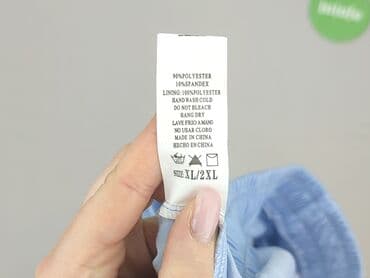 90%POLYESTER
10%SPANDEX
LINING:100%POLYESTER
HAND WASH COLD
DO NOT BLEACH
HANG DRY
LAVE FRIO A MANO
NO USAR CLORO
MADE IN CHINA
HECHO EN CHINA
SIZE: XL/2XL